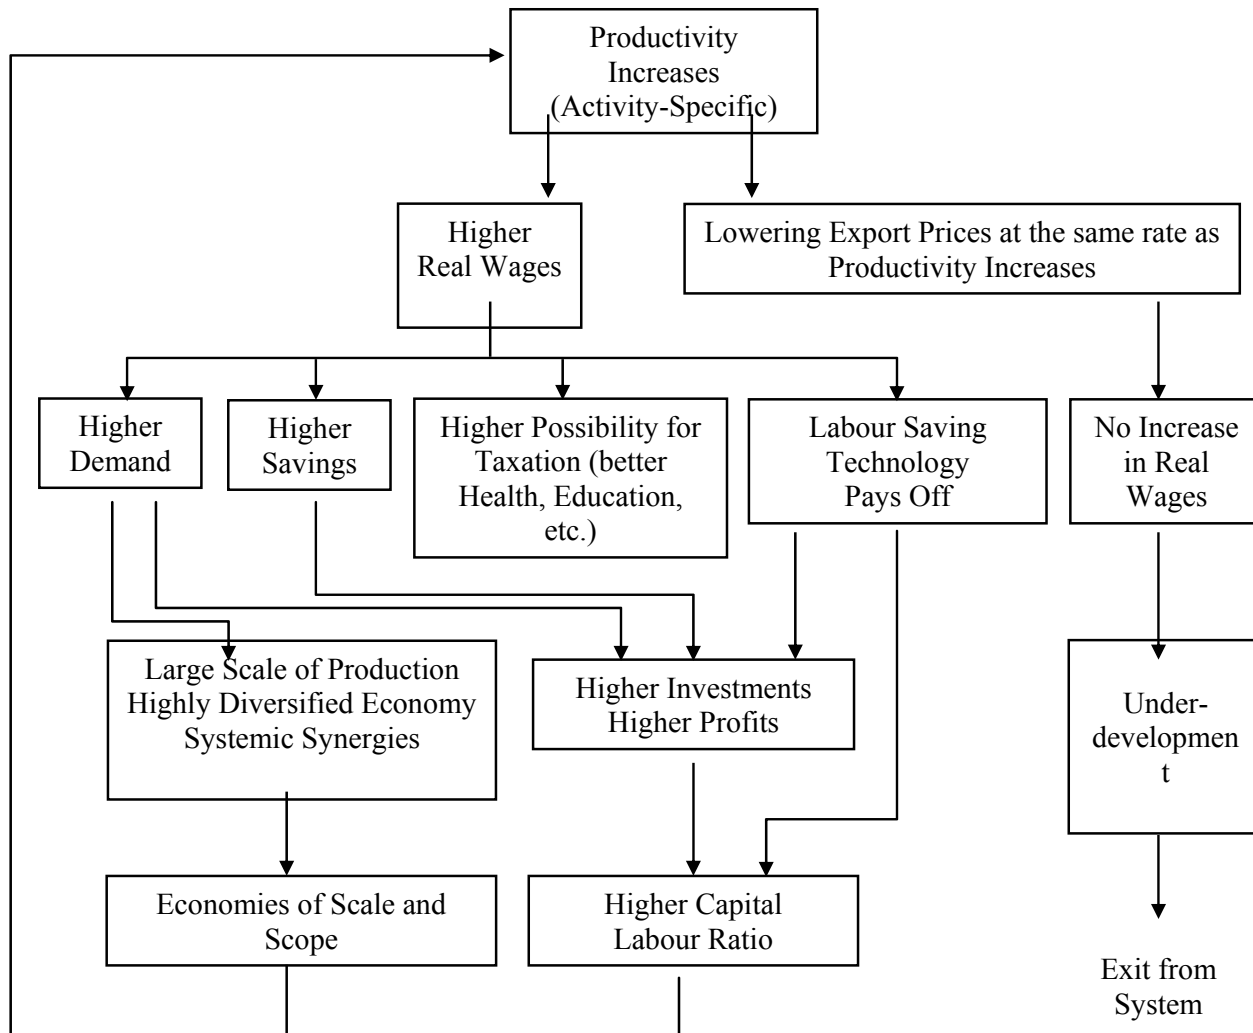 Productivity
Increases
(Activity-Specific)
Higher
Real Wages
Lowering Export Prices at the same rate as
Productivity Increases
Higher
Demand
Higher
Savings
Higher Possibility for
Taxation (better
Health, Education,
etc.)
Labour Saving
Technology
Pays Off
No Increase
in Real
Wages
Large Scale of Production
Highly Diversified Economy
Systemic Synergies
Higher Investments
Higher Profits
Under-
developmen
t
Economies of Scale and
Scope
Higher Capital
Labour Ratio
Exit from
System